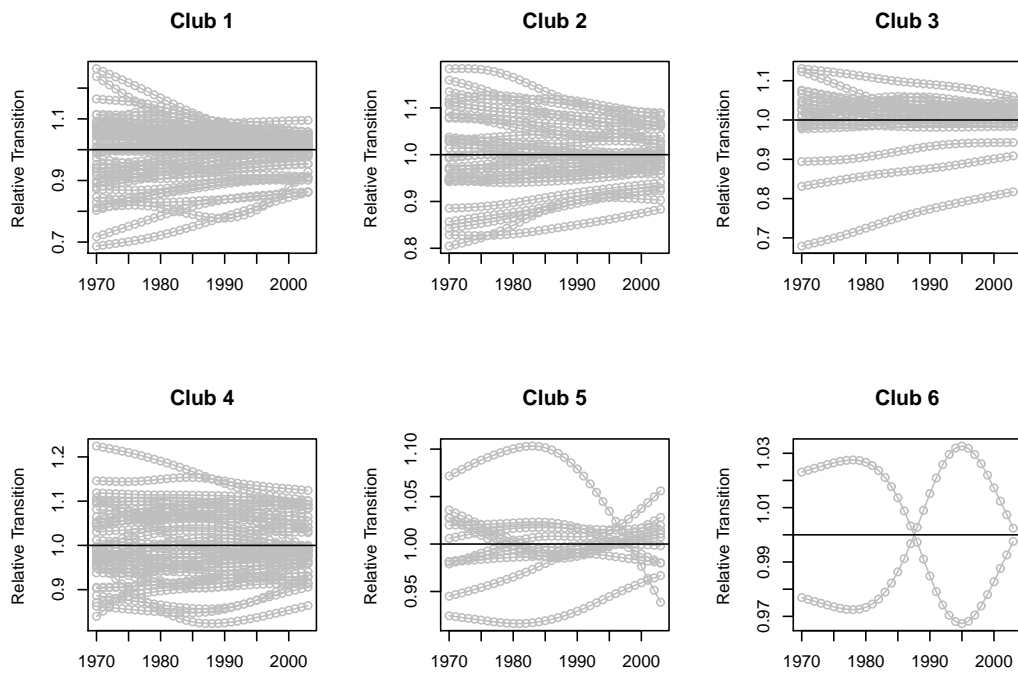 Club 1
Relative Transition
0.7 0.9 1.1
1970 1980 1990 2000
Club 2
Relative Transition
0.8 0.9 1.0 1.1
1970 1980 1990 2000
Club 3
Relative Transition
0.7 0.8 0.9 1.0 1.1
1970 1980 1990 2000
Club 4
Relative Transition
0.9 1.0 1.1 1.2
1970 1980 1990 2000
Club 5
Relative Transition
0.95 1.00 1.05 1.10
1970 1980 1990 2000
Club 6
Relative Transition
0.97 0.99 1.01 1.03
1970 1980 1990 2000